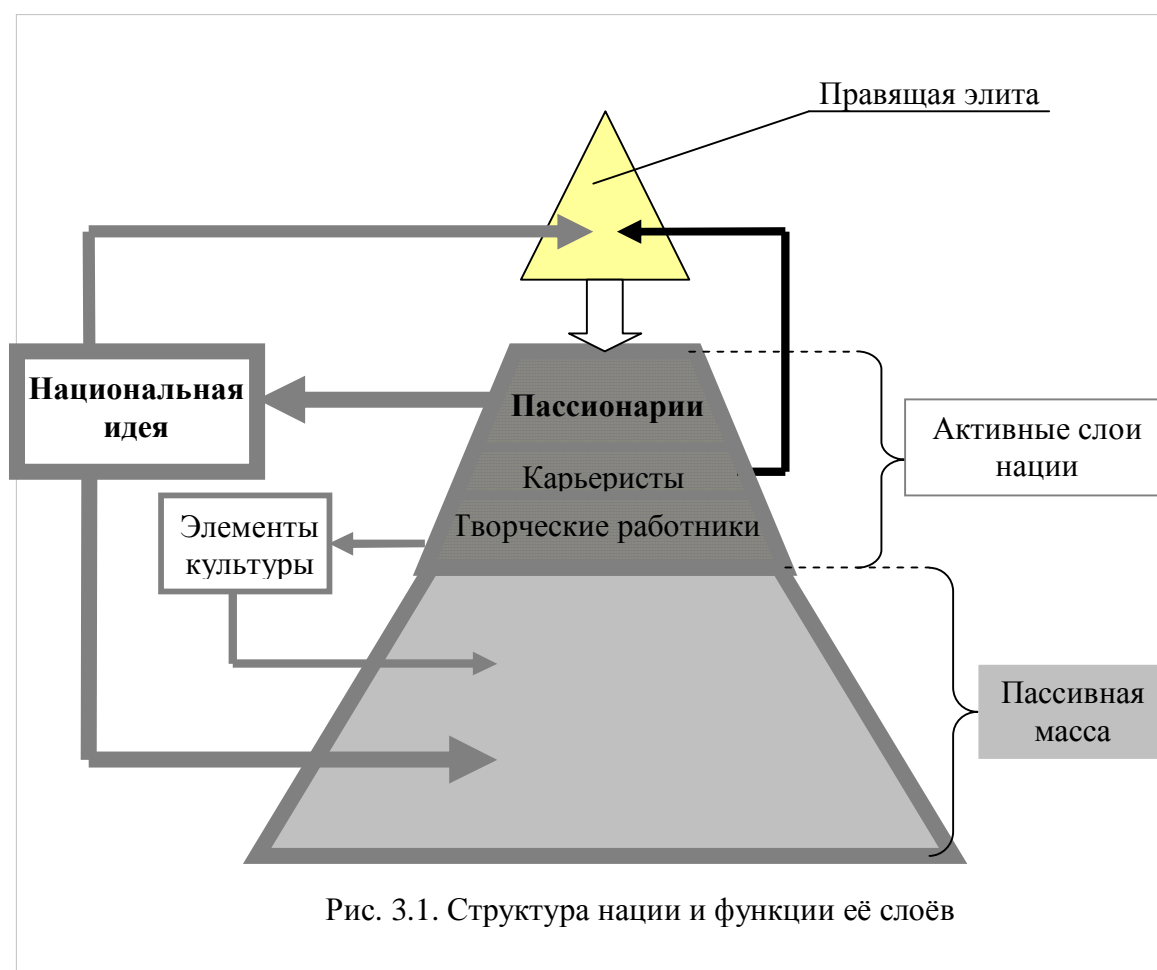 Правящая элита
Национальная
идея
Пассионарии
Карьеристы
Творческие работники
Активные слои
нации
Элементы
культуры
Пассивная
масса
Рис. 3.1. Структура нации и функции её слоёв